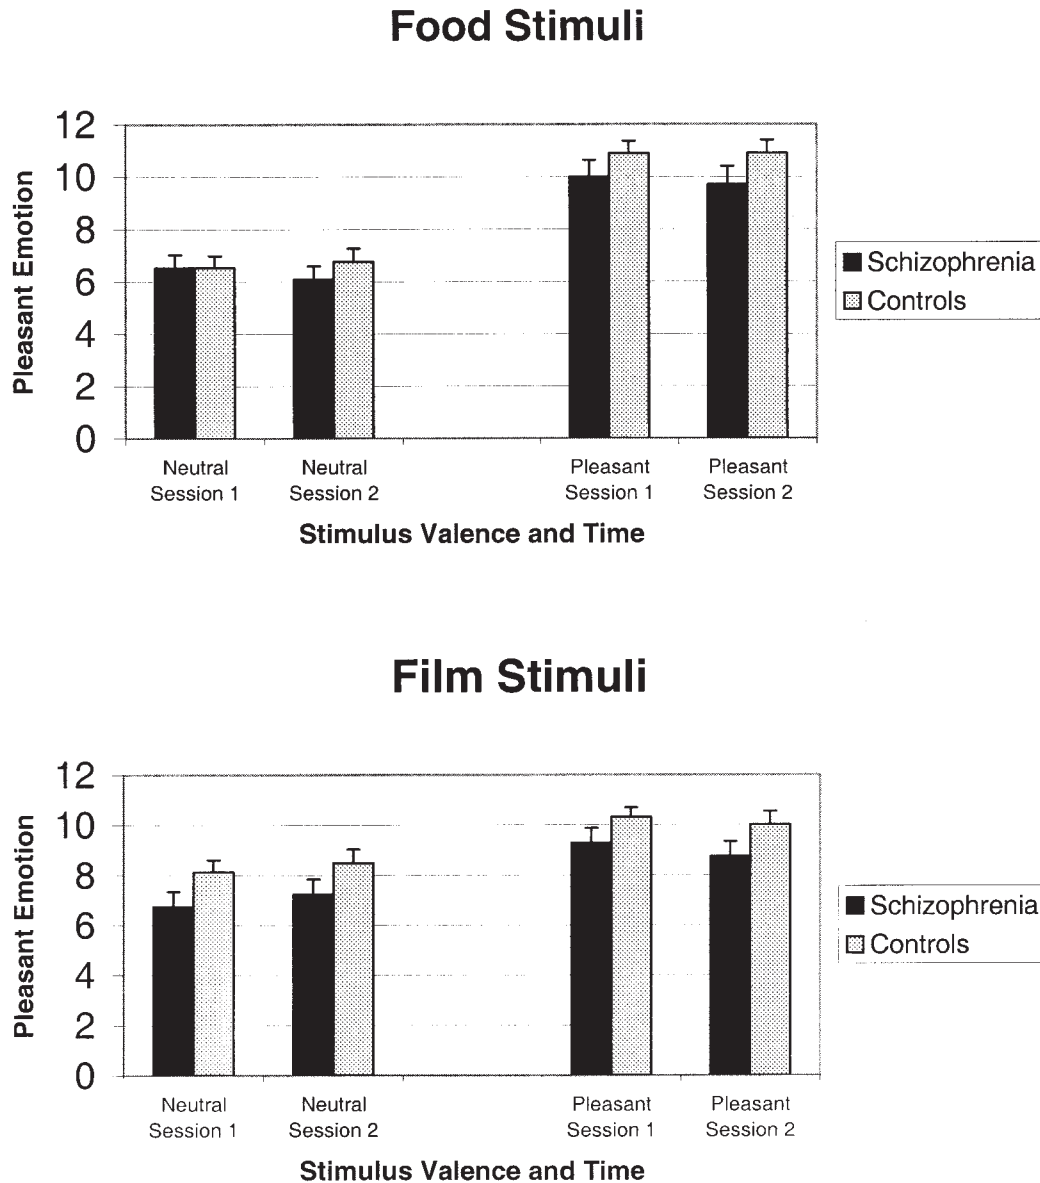 Food Stimuli
12
10
8
6
4
2
0
Pleasant Emotion
Neutral
Session 1
Neutral
Session 2
Pleasant
Session 1
Pleasant
Session 2
Stimulus Valence and Time
Schizophrenia
Controls
Film Stimuli
12
10
8
6
4
2
0
Pleasant Emotion
Neutral
Session 1
Neutral
Session 2
Pleasant
Session 1
Pleasant
Session 2
Stimulus Valence and Time
Schizophrenia
Controls